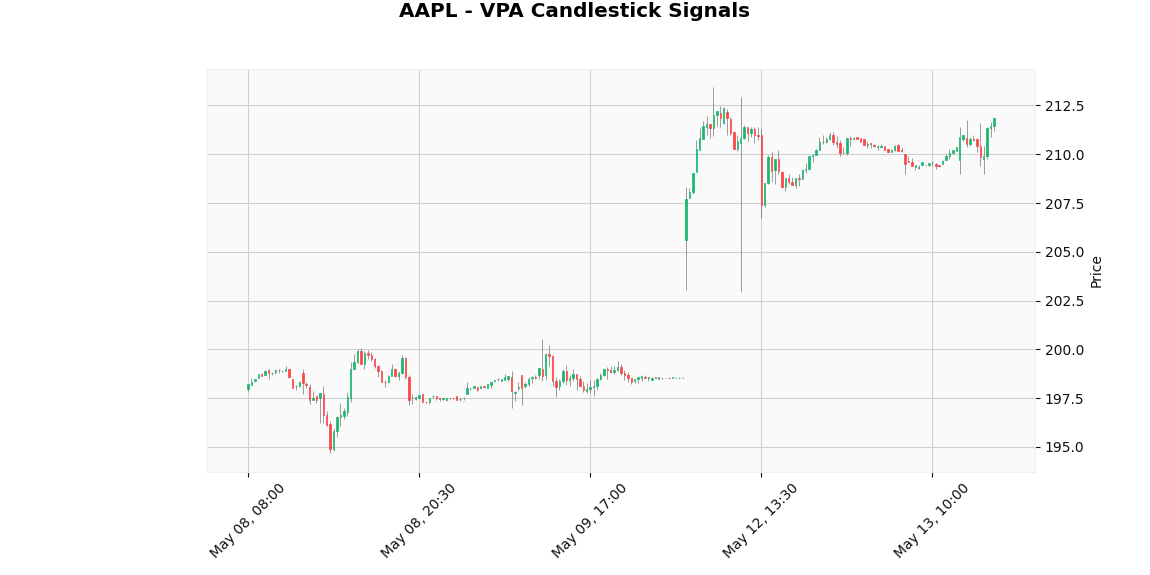 AAPL - VPA Candlestick Signals
212.5
210.0
207.5
205.0
202.5
200.0
197.5
195.0
Price
May 08, 08:00
May 08, 20:30
May 09, 17:00
May 12, 13:30
May 13, 10:00